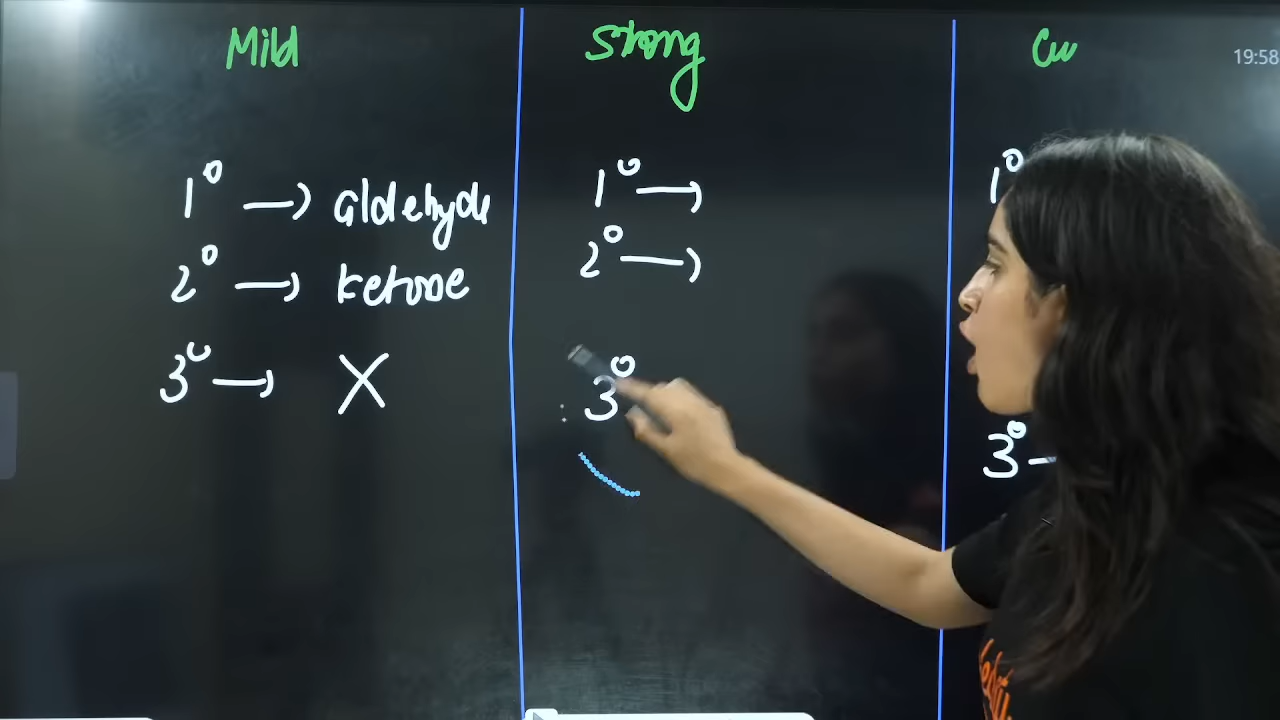 Mild
Strong
Cu
19:58
1° → aldehyde
2° → ketone
3° → X
1° →
2° →
3°
1°
3° –